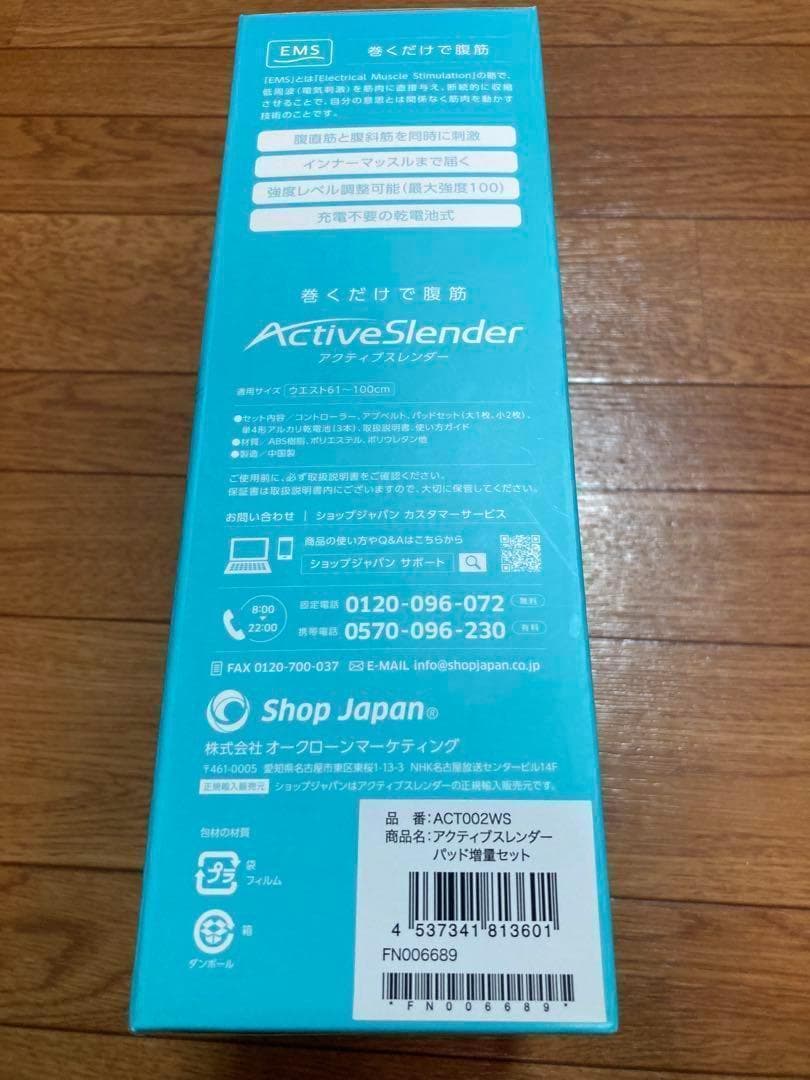 EMS 巻くだけで腹筋
「EMS」とは「Electrical Muscle Stimulation」の略で、
低周波(電気刺激)を筋肉に直接与え、断続的に収縮
させることで、自分の意思とは関係なく筋肉を動かす
技術のことです。
腹直筋と腹斜筋を同時に刺激
インナーマッスルまで届く
強度レベル調整可能(最大強度100)
充電不要の乾電池式
巻くだけで腹筋
ActiveSlender
アクティブスレンダー
適用サイズ ウエスト61〜100cm
●セット内容/コントローラー、アブベルト、パッドセット(大1枚、小2枚)、
単4形アルカリ乾電池(3本)、取扱説明書、使い方ガイド
●材質/ABS樹脂、ポリエステル、ポリウレタン他
●製造/中国製
ご使用前に、必ず取扱説明書をご確認ください。
保証書は取扱説明書内にございますので、大切に保管してください。
お問い合わせ | ショップジャパン カスタマーサービス
商品の使い方やQ&Aはこちらから
ショップジャパン サポート
8:00
22:00
固定電話 0120-096-072 無料
携帯電話 0570-096-230 有料
FAX 0120-700-037 E-MAIL info@shopjapan.co.jp
Shop Japan®
株式会社 オークローンマーケティング
〒461-0005 愛知県名古屋市東区東桜1-13-3 NHK名古屋放送センタービル14F
正規輸入販売元 ショップジャパンはアクティブスレンダーの正規輸入販売元です。
包材の材質
プラ 袋
フィルム
箱
ダンボール
品 番:ACT002WS
商品名:アクティブスレンダー
パッド増量セット
4 537341 813601
FN006689
*FN006689*